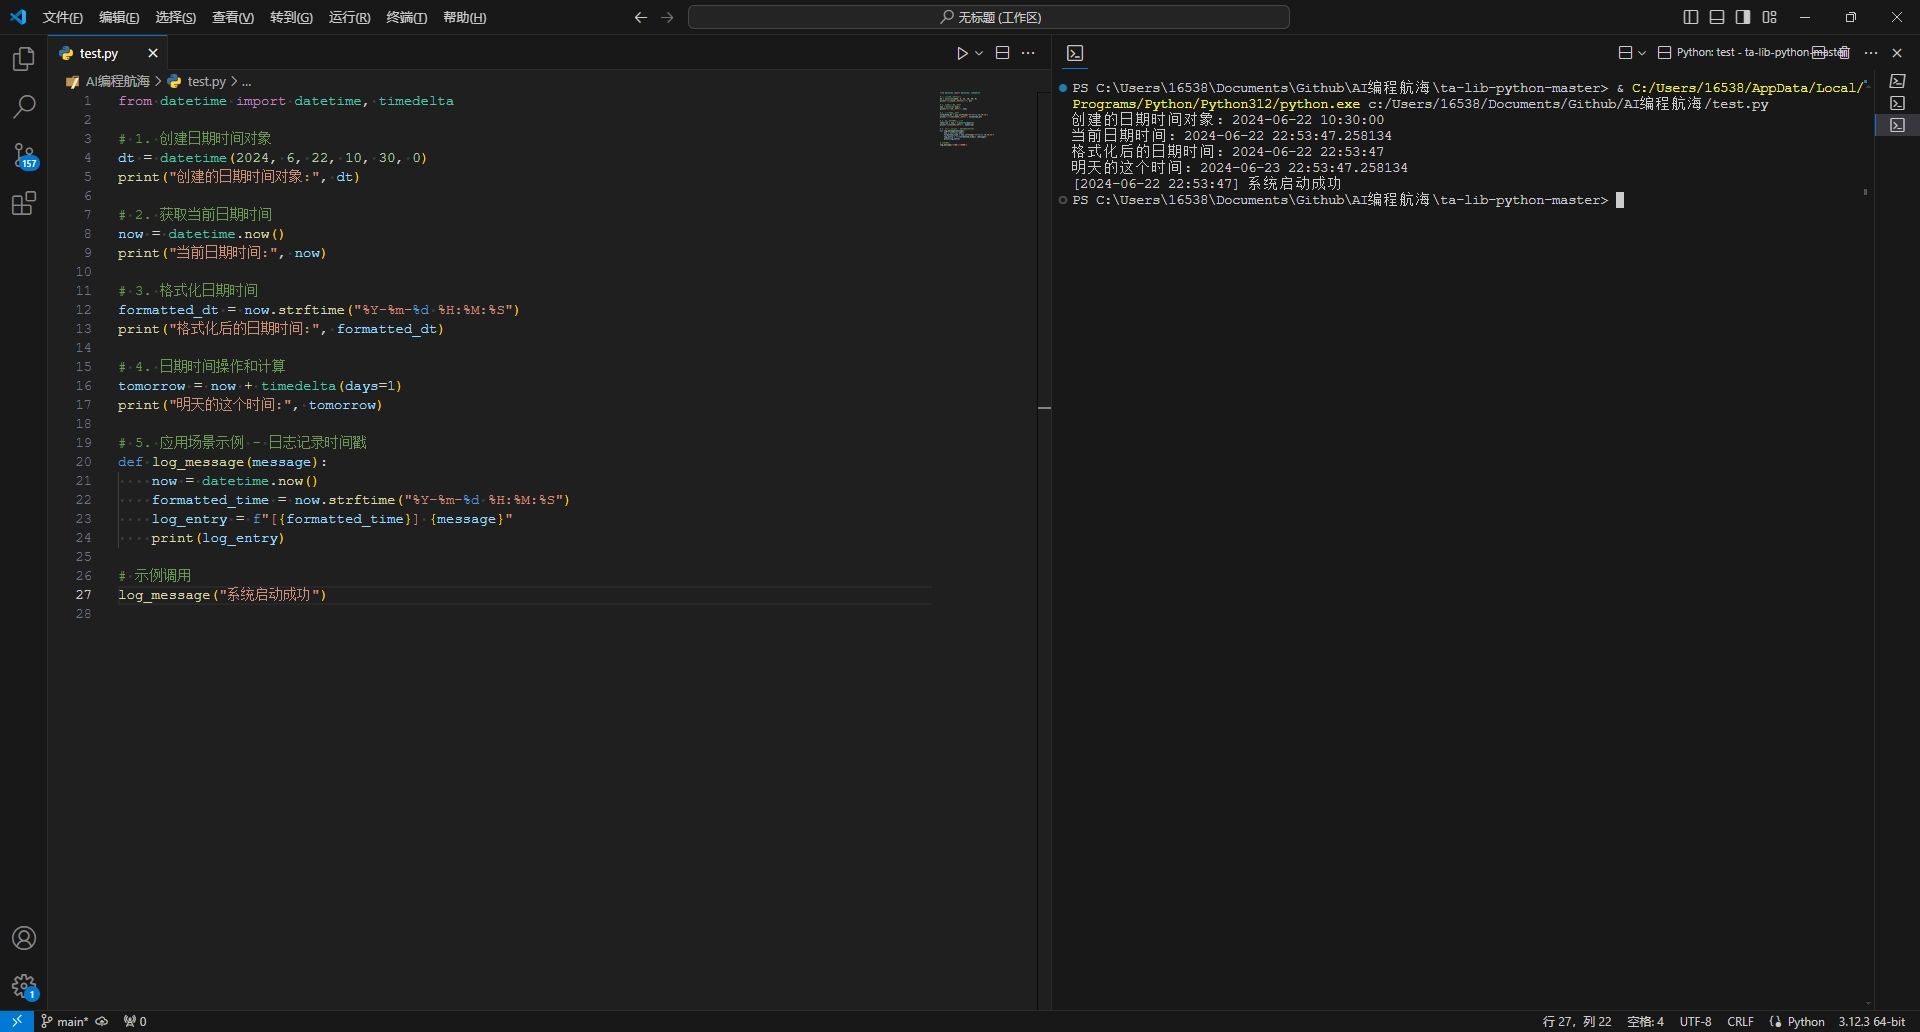 文件(F) 编辑(E) 选择(S) 查看(V) 转到(G) 运行(R) 终端(T) 帮助(H) 无标题 (工作区)
test.py
AI编程航海 > test.py > ...
1 from datetime import datetime, timedelta
2
3 # 1. 创建日期时间对象
4 dt = datetime(2024, 6, 22, 10, 30, 0)
5 print("创建的日期时间对象:", dt)
6
7 # 2. 获取当前日期时间
8 now = datetime.now()
9 print("当前日期时间:", now)
10
11 # 3. 格式化日期时间
12 formatted_dt = now.strftime("%Y-%m-%d %H:%M:%S")
13 print("格式化后的日期时间:", formatted_dt)
14
15 # 4. 日期时间操作和计算
16 tomorrow = now + timedelta(days=1)
17 print("明天的这个时间:", tomorrow)
18
19 # 5. 应用场景示例 - 日志记录时间戳
20 def log_message(message):
21     now = datetime.now()
22     formatted_time = now.strftime("%Y-%m-%d %H:%M:%S")
23     log_entry = f"[{formatted_time}] {message}"
24     print(log_entry)
25
26 # 示例调用
27 log_message("系统启动成功")
28
Python: test - ta-lib-python-master
PS C:\Users\16538\Documents\Github\AI编程航海\ta-lib-python-master> & C:/Users/16538/AppData/Local/
Programs/Python/Python312/python.exe c:/Users/16538/Documents/Github/AI编程航海/test.py
创建的日期时间对象: 2024-06-22 10:30:00
当前日期时间: 2024-06-22 22:53:47.258134
格式化后的日期时间: 2024-06-22 22:53:47
明天的这个时间: 2024-06-23 22:53:47.258134
[2024-06-22 22:53:47] 系统启动成功
PS C:\Users\16538\Documents\Github\AI编程航海\ta-lib-python-master>
157
1
main* 0 行 27, 列 22 空格: 4 UTF-8 CRLF Python 3.12.3 64-bit